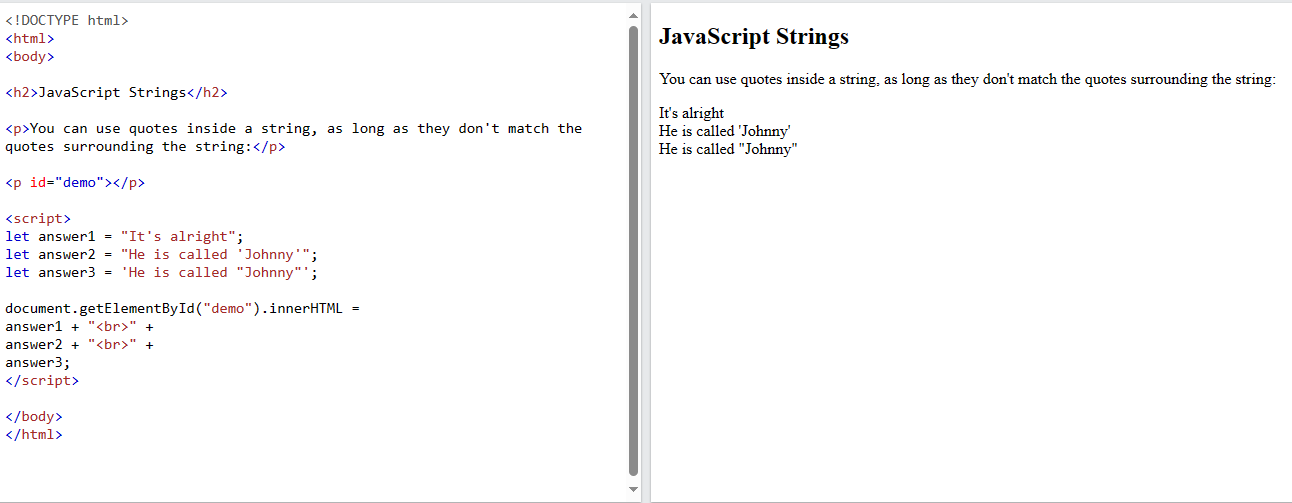 <!DOCTYPE html>
<html>
<body>
<h2>JavaScript Strings</h2>
<p>You can use quotes inside a string, as long as they don't match the
quotes surrounding the string:</p>
<p id="demo"></p>
<script>
let answer1 = "It's alright";
let answer2 = "He is called 'Johnny'";
let answer3 = 'He is called "Johnny"';
document.getElementById("demo").innerHTML =
answer1 + "<br>" +
answer2 + "<br>" +
answer3;
</script>
</body>
</html>
JavaScript Strings
You can use quotes inside a string, as long as they don't match the quotes surrounding the string:
It's alright
He is called 'Johnny'
He is called "Johnny"